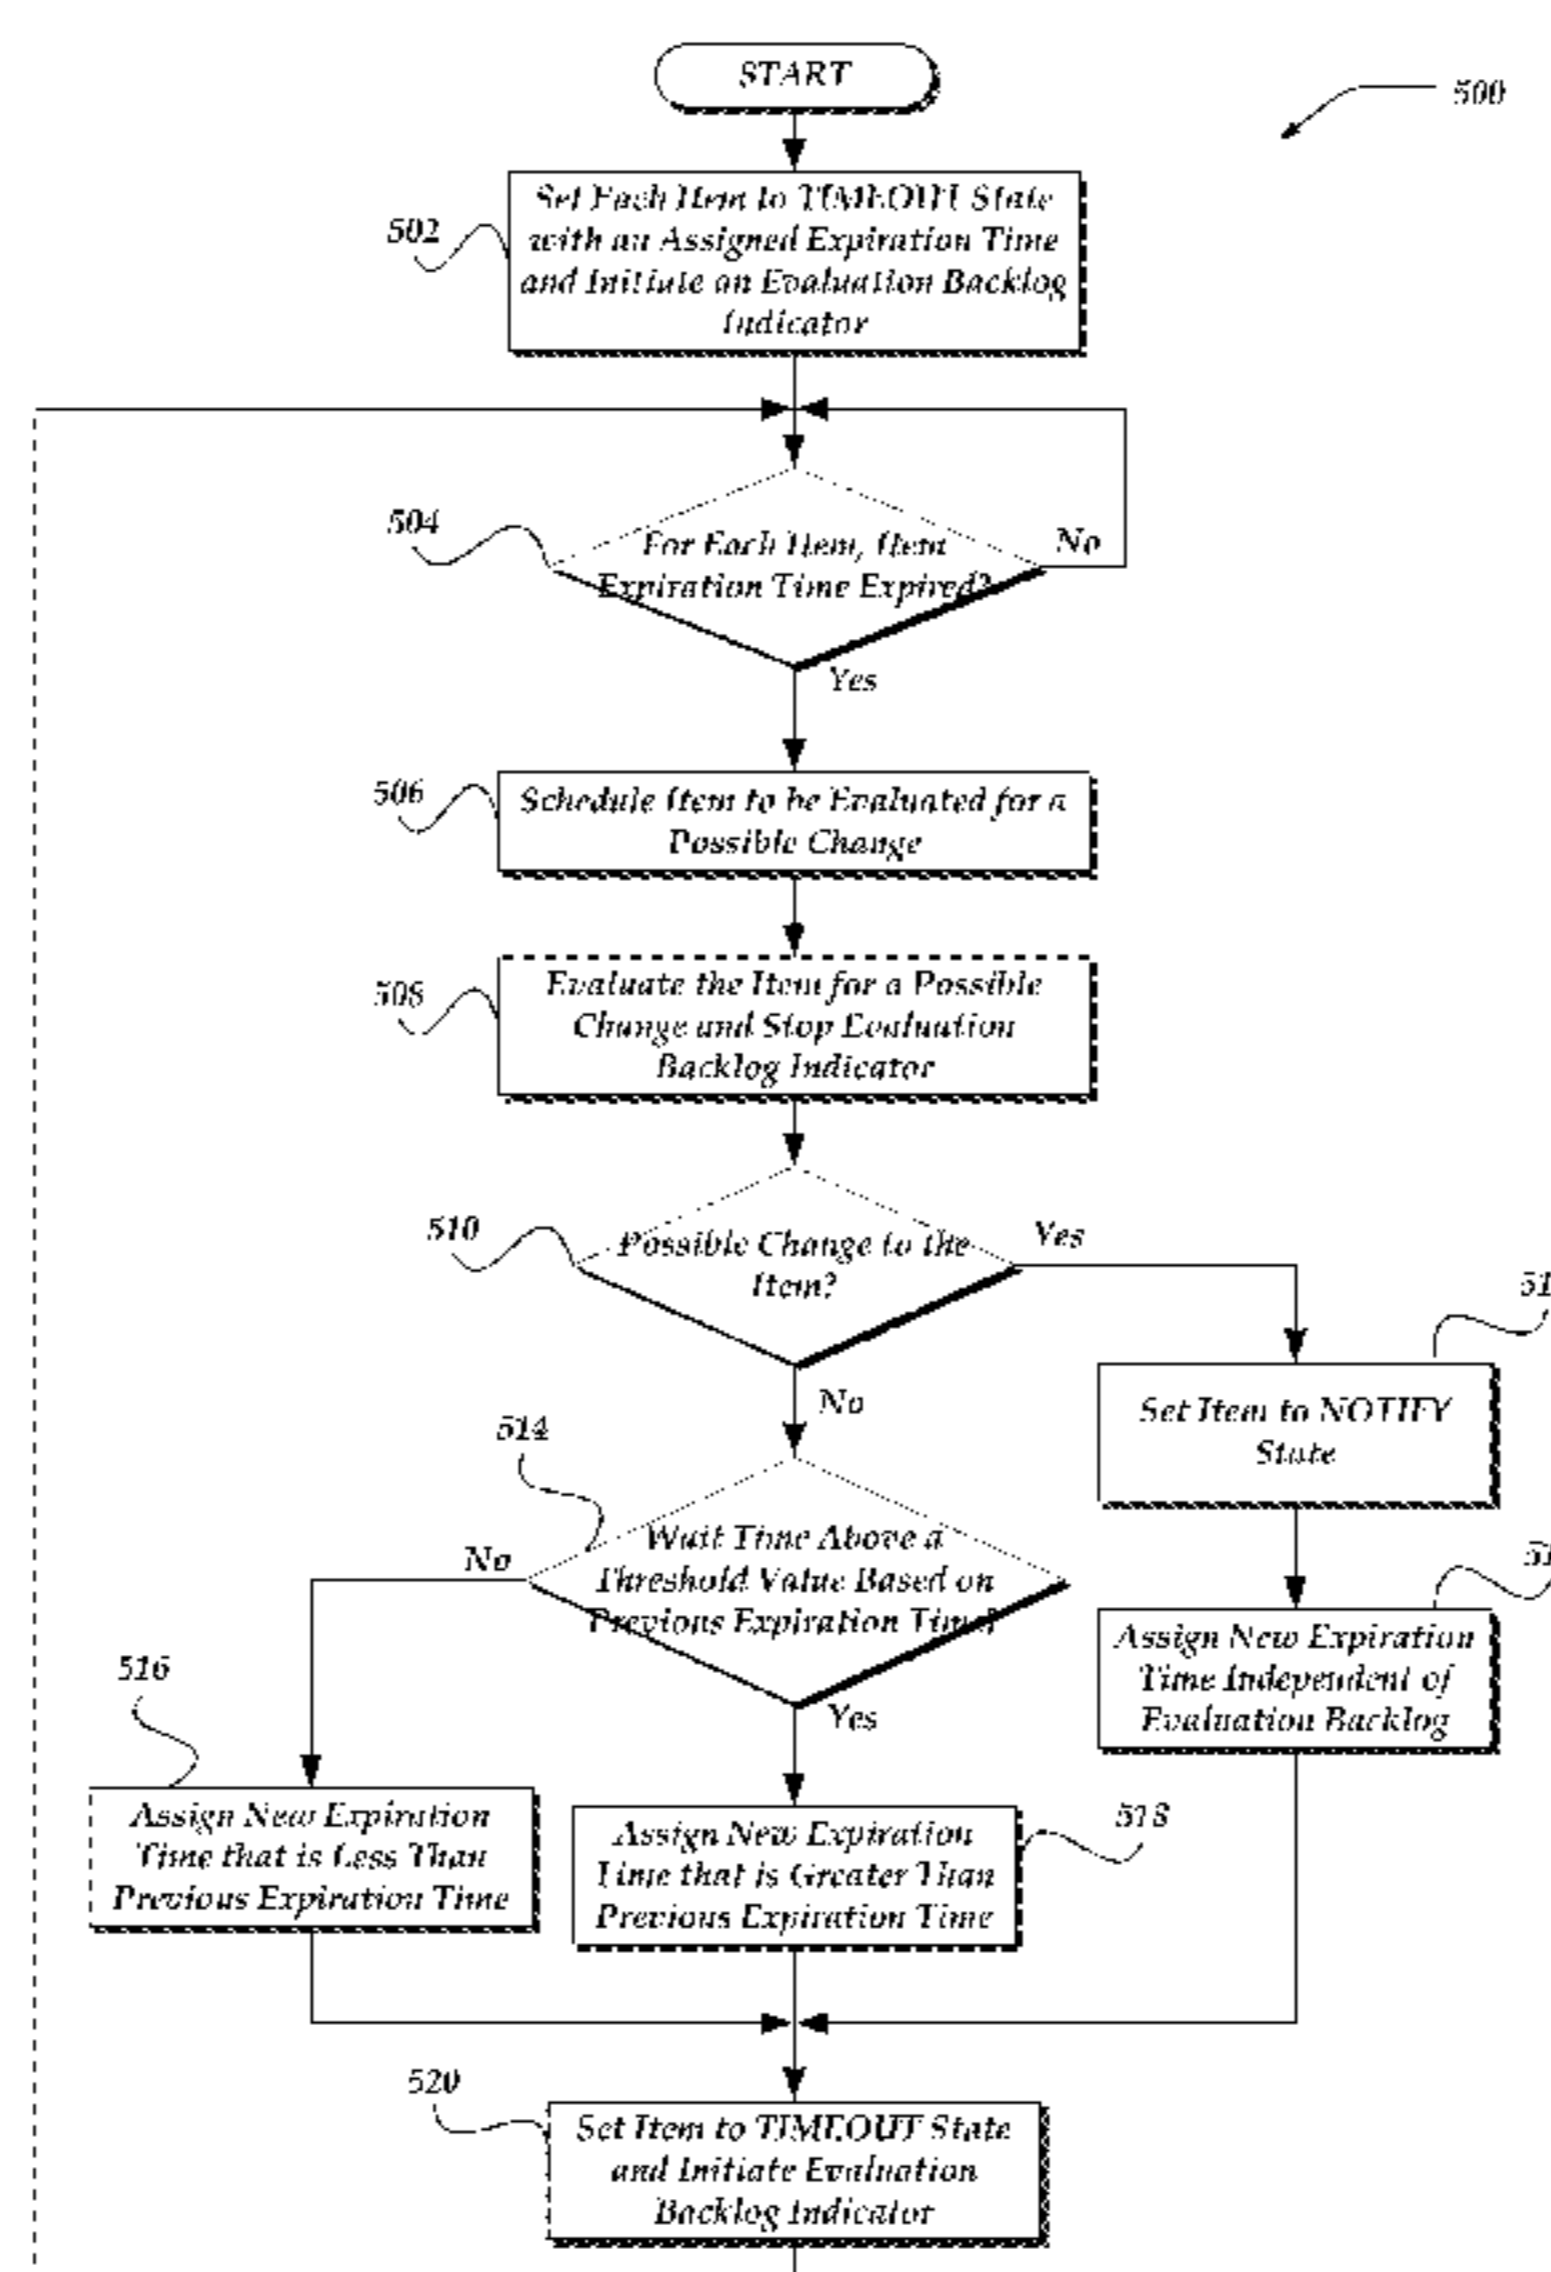 START
500
502
Set Each Item to TIMEOUT State
with an Assigned Expiration Time
and Initiate an Evaluation Backlog
Indicator
504
For Each Item, Item
Expiration Time Expired?
No
Yes
506
Schedule Item to be Evaluated for a
Possible Change
508
Evaluate the Item for a Possible
Change and Stop Evaluation
Backlog Indicator
510
Possible Change to the
Item?
Yes
No
Set Item to NOTIFY
State
514
Wait Time Above a
Threshold Value Based on
Previous Expiration Time?
No
Yes
Assign New Expiration
Time Independent of
Evaluation Backlog
516
Assign New Expiration
Time that is Less Than
Previous Expiration Time
518
Assign New Expiration
Time that is Greater Than
Previous Expiration Time
520
Set Item to TIMEOUT State
and Initiate Evaluation
Backlog Indicator